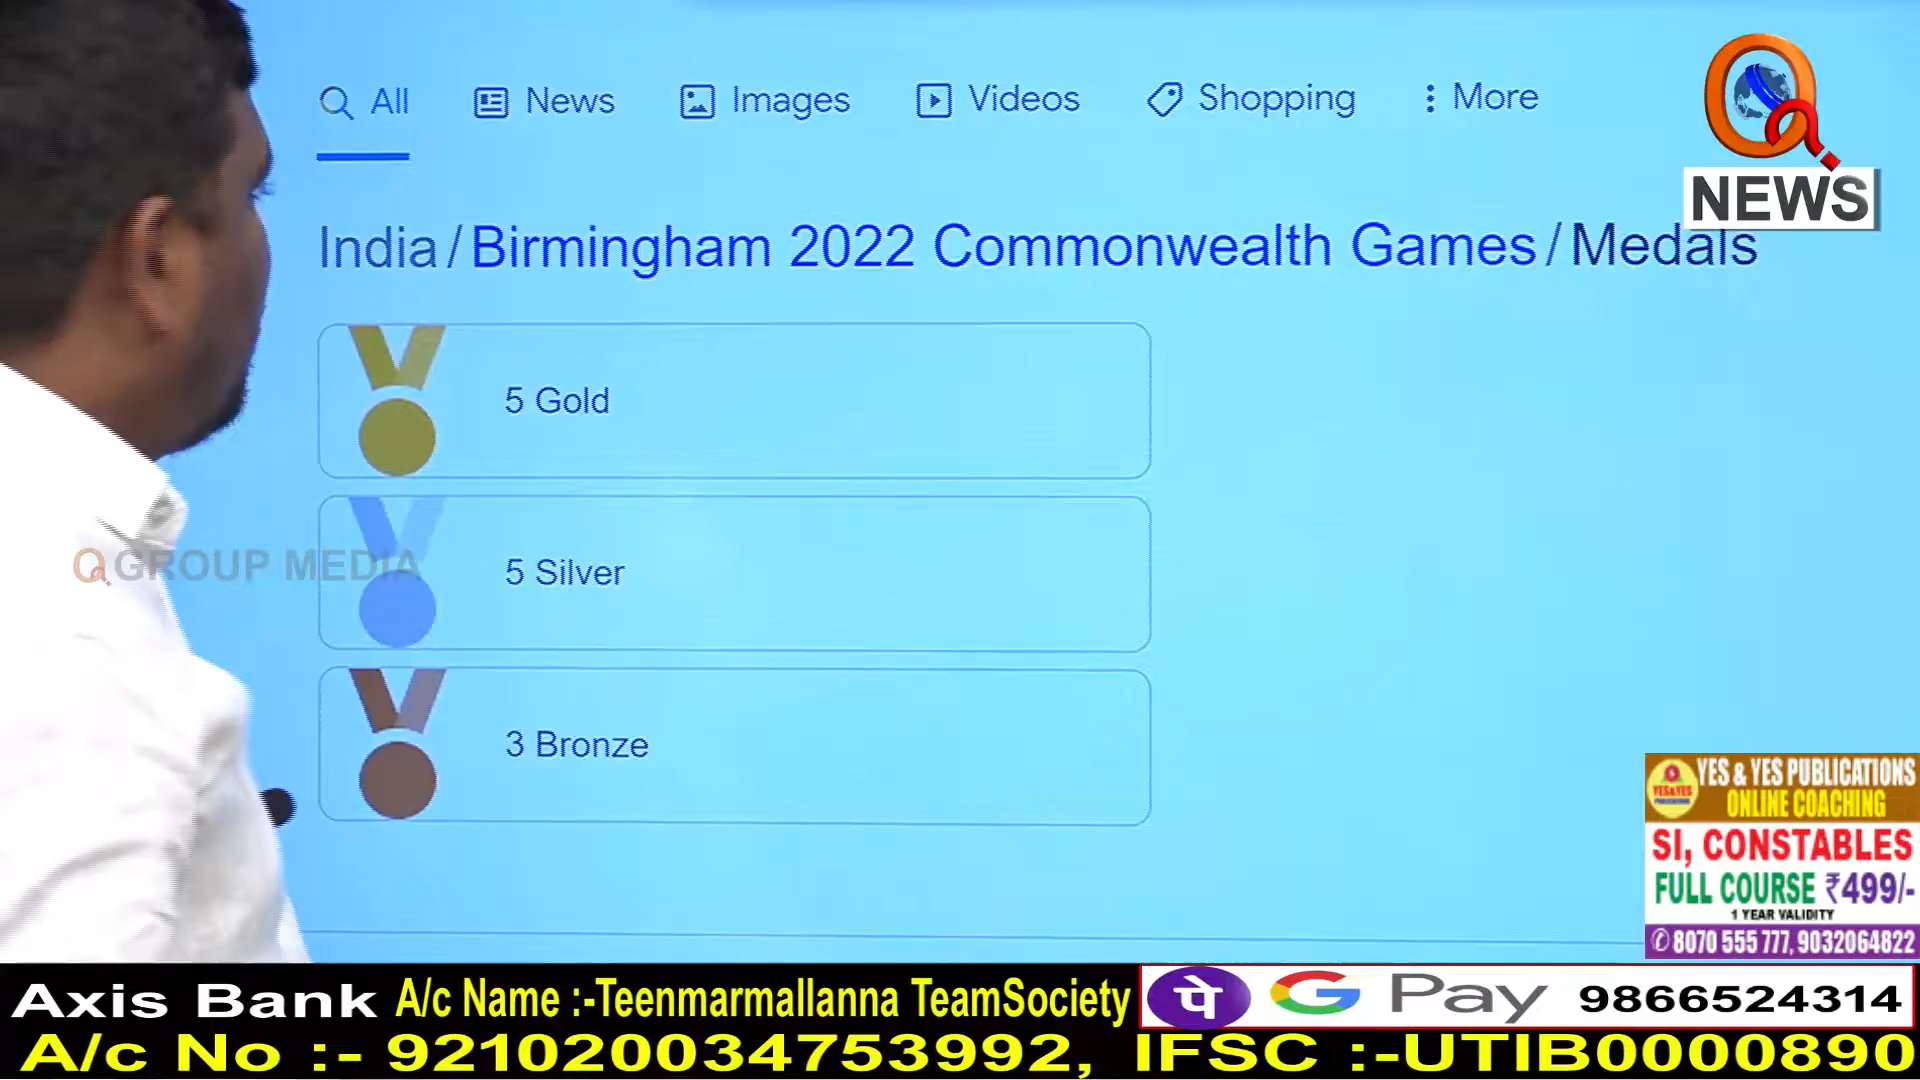 All News Images Videos Shopping More
NEWS
India / Birmingham 2022 Commonwealth Games / Medals
5 Gold
5 Silver
3 Bronze
Q GROUP MEDIA
YES & YES PUBLICATIONS
ONLINE COACHING
YES&YES
SI, CONSTABLES
FULL COURSE ₹499/-
1 YEAR VALIDITY
8070 555 777, 9032064822
Axis Bank A/c Name :-Teenmarmallanna TeamSociety
पे G Pay 9866524314
A/c No :- 921020034753992, IFSC :-UTIB0000890